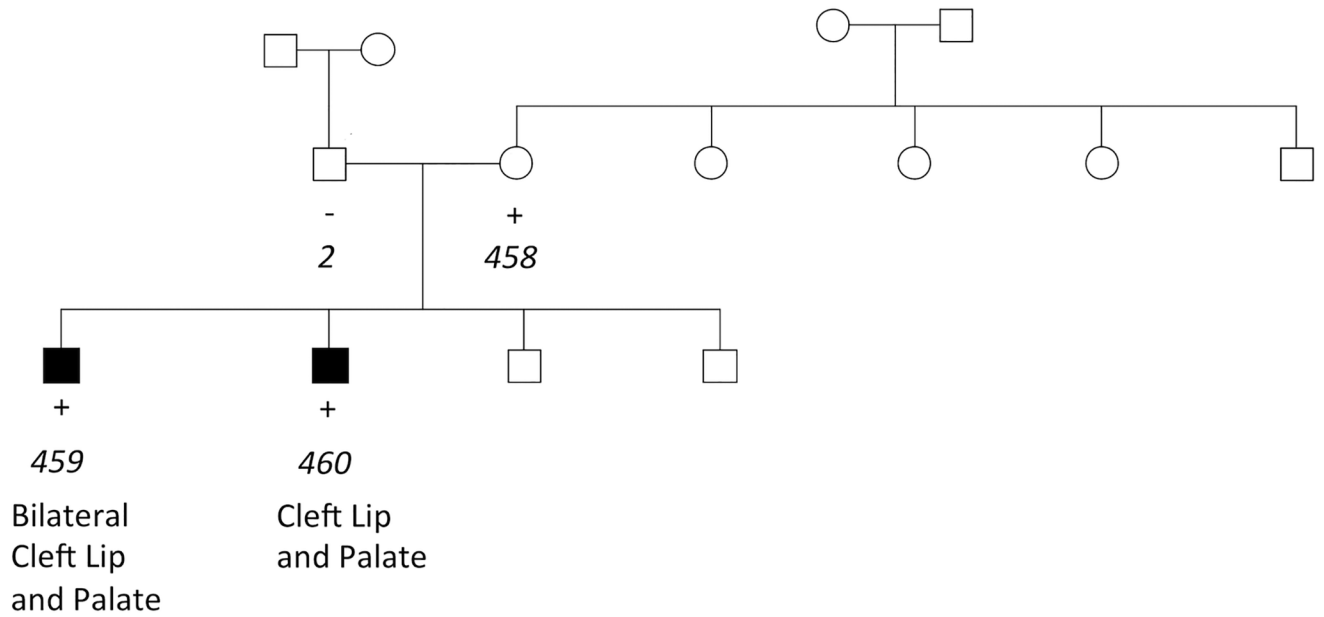 -
+
2
458
+
+
459
460
Bilateral
Cleft Lip
and Palate
Cleft Lip
and Palate